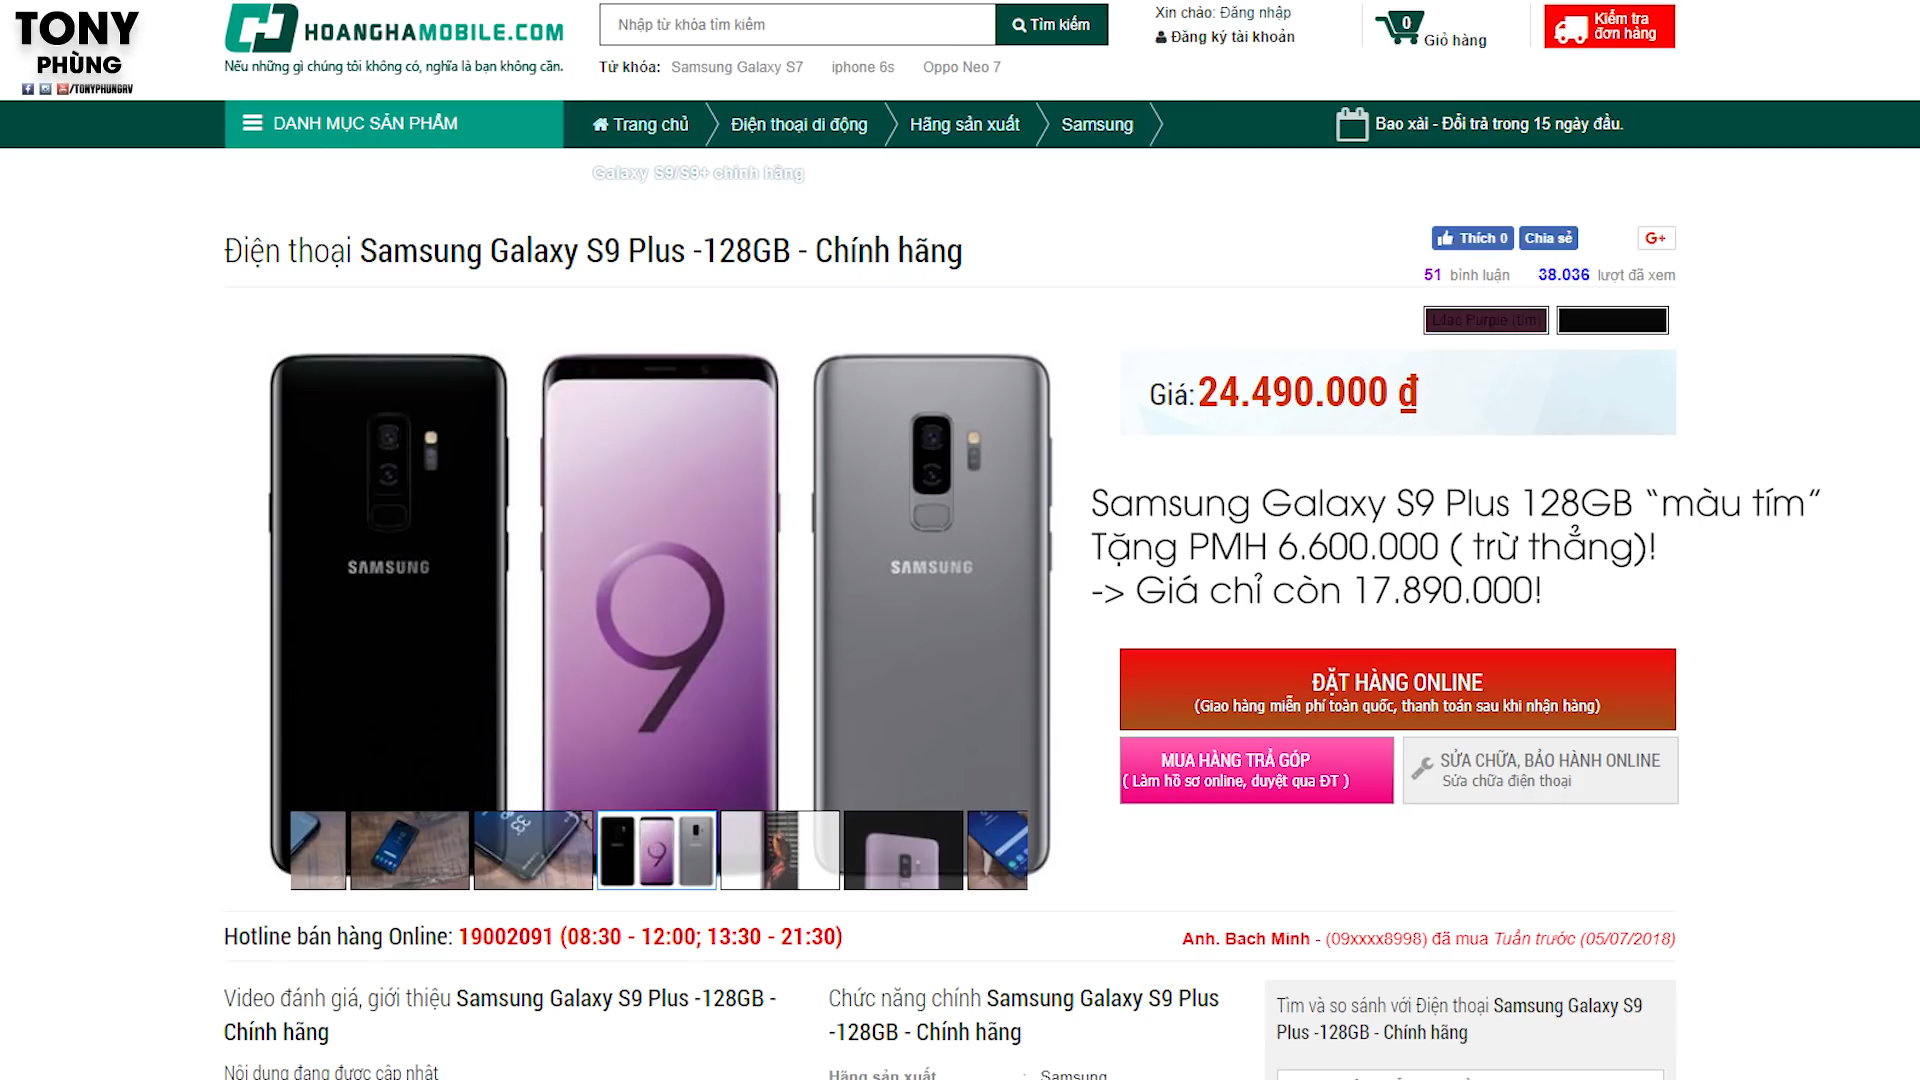 TONY
PHÙNG
/TONYPHUNGRV
HOANGHAMOBILE.COM
Nếu những gì chúng tôi không có, nghĩa là bạn không cần.
Nhập từ khóa tìm kiếm
Tìm kiếm
Từ khóa: Samsung Galaxy S7 iphone 6s Oppo Neo 7
Xin chào: Đăng nhập
Đăng ký tài khoản
0
Giỏ hàng
Kiểm tra
đơn hàng
DANH MỤC SẢN PHẨM
Trang chủ
Điện thoại di động
Hãng sản xuất
Samsung
Bao xài - Đổi trả trong 15 ngày đầu.
Galaxy S9/S9+ chính hãng
Điện thoại Samsung Galaxy S9 Plus -128GB - Chính hãng
Thích 0
Chia sẻ
G+
51 bình luận 38.036 lượt đã xem
Lilac Purple (tím)
SAMSUNG
9
SAMSUNG
Giá: 24.490.000 ₫
Samsung Galaxy S9 Plus 128GB “màu tím”
Tặng PMH 6.600.000 ( trừ thẳng)!
-> Giá chỉ còn 17.890.000!
ĐẶT HÀNG ONLINE
(Giao hàng miễn phí toàn quốc, thanh toán sau khi nhận hàng)
MUA HÀNG TRẢ GÓP
( Làm hồ sơ online, duyệt qua ĐT )
SỬA CHỮA, BẢO HÀNH ONLINE
Sửa chữa điện thoại
Hotline bán hàng Online: 19002091 (08:30 - 12:00; 13:30 - 21:30)
Anh. Bach Minh - (09xxxx8998) đã mua Tuần trước (05/07/2018)
Video đánh giá, giới thiệu Samsung Galaxy S9 Plus -128GB -
Chính hãng
Nội dung đang được cập nhật
Chức năng chính Samsung Galaxy S9 Plus
-128GB - Chính hãng
Hãng sản xuất : Samsung
Tìm và so sánh với Điện thoại Samsung Galaxy S9
Plus -128GB - Chính hãng